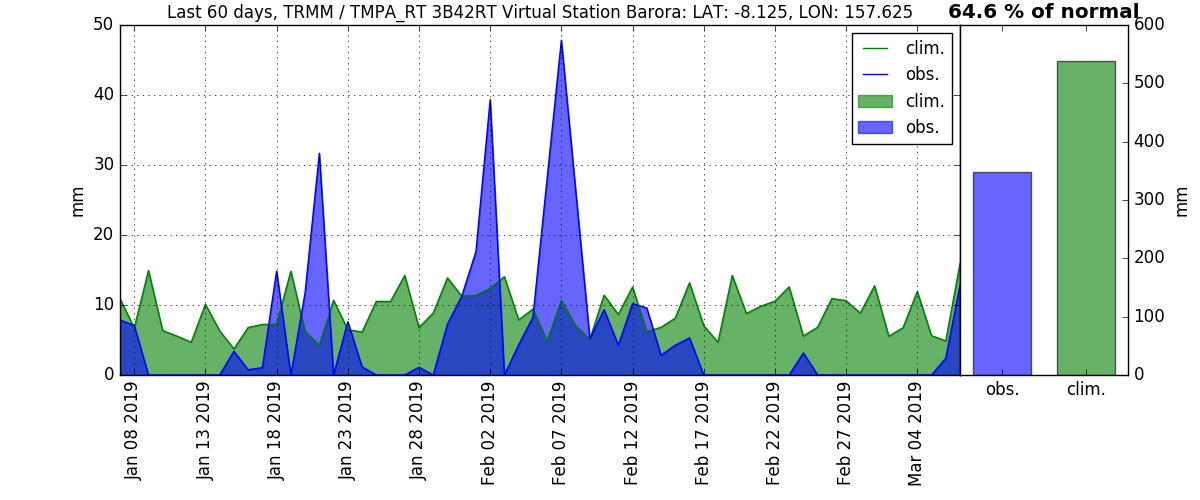 Last 60 days, TRMM / TMPA_RT 3B42RT Virtual Station Barora: LAT: -8.125, LON: 157.625
64.6 % of normal
50
40
30
20
10
0
mm
clim.
obs.
clim.
obs.
600
500
400
300
200
100
0
mm
Jan 08 2019
Jan 13 2019
Jan 18 2019
Jan 23 2019
Jan 28 2019
Feb 02 2019
Feb 07 2019
Feb 12 2019
Feb 17 2019
Feb 22 2019
Feb 27 2019
Mar 04 2019
obs.
clim.